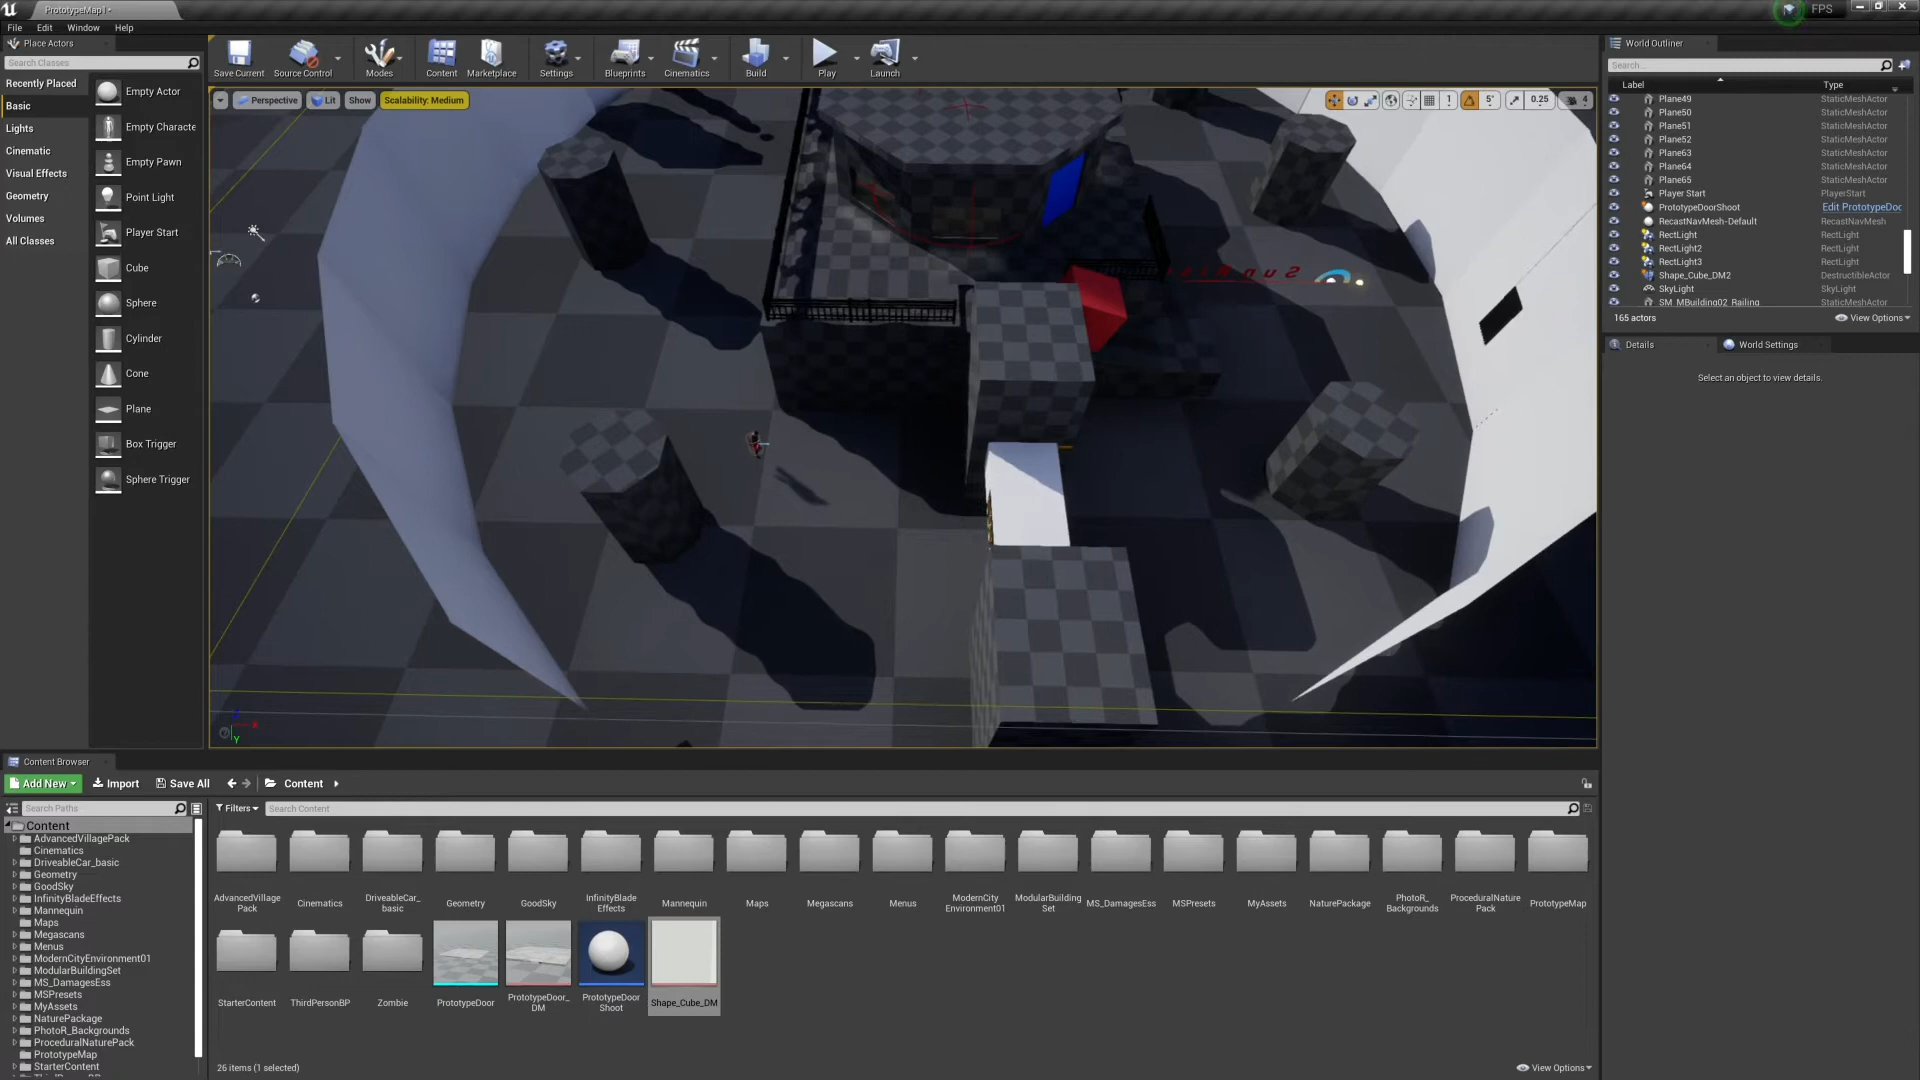 PrototypeMap1*
FPS
File Edit Window Help
Place Actors
Search Classes
Recently Placed
Basic
Lights
Cinematic
Visual Effects
Geometry
Volumes
All Classes
Empty Actor
Empty Characte
Empty Pawn
Point Light
Player Start
Cube
Sphere
Cylinder
Cone
Plane
Box Trigger
Sphere Trigger
Save Current
Source Control
Modes
Content
Marketplace
Settings
Blueprints
Cinematics
Build
Play
Launch
Perspective
Lit
Show
Scalability: Medium
1
5°
0.25
4
World Outliner
Search...
Label Type
Plane49 StaticMeshActor
Plane50 StaticMeshActor
Plane51 StaticMeshActor
Plane52 StaticMeshActor
Plane63 StaticMeshActor
Plane64 StaticMeshActor
Plane65 StaticMeshActor
Player Start PlayerStart
PrototypeDoorShoot Edit PrototypeDoc
RecastNavMesh-Default RecastNavMesh
RectLight RectLight
RectLight2 RectLight
RectLight3 RectLight
Shape_Cube_DM2 DestructibleActor
SkyLight SkyLight
SM_MBuilding02_Railing StaticMeshActor
165 actors
View Options
Details
World Settings
Select an object to view details.
X
Y
Content Browser
Add New
Import
Save All
Content
Search Paths
Filters
Search Content
Content
AdvancedVillagePack
Cinematics
DriveableCar_basic
Geometry
GoodSky
InfinityBladeEffects
Mannequin
Maps
Megascans
Menus
ModernCityEnvironment01
ModularBuildingSet
MS_DamagesEss
MSPresets
MyAssets
NaturePackage
PhotoR_Backgrounds
ProceduralNaturePack
PrototypeMap
StarterContent
AdvancedVillage
Pack
Cinematics
DriveableCar_
basic
Geometry
GoodSky
InfinityBlade
Effects
Mannequin
Maps
Megascans
Menus
ModernCity
Environment01
ModularBuilding
Set
MS_DamagesEss
MSPresets
MyAssets
NaturePackage
PhotoR_
Backgrounds
ProceduralNature
Pack
PrototypeMap
StarterContent
ThirdPersonBP
Zombie
PrototypeDoor
PrototypeDoor_
DM
PrototypeDoor
Shoot
Shape_Cube_DM
26 items (1 selected)
View Options